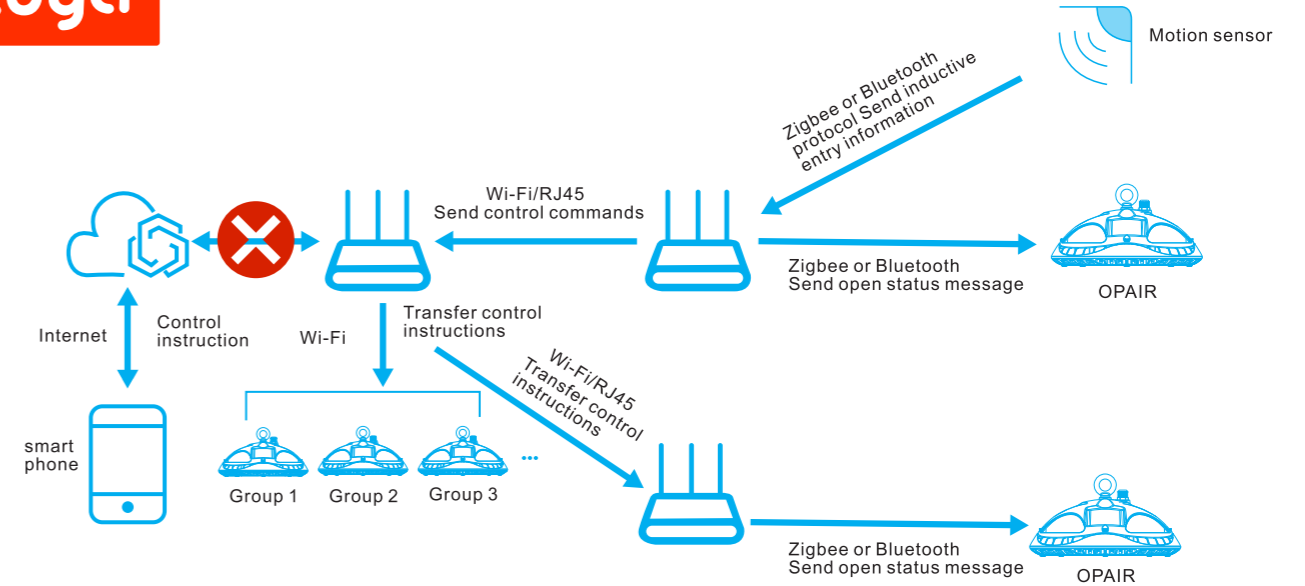 Motion sensor
Zigbee or Bluetooth
protocol Send inductive
entry information
Wi-Fi/RJ45
Send control commands
Zigbee or Bluetooth
Send open status message
OPAIR
Internet
Control
instruction
Wi-Fi
Transfer control
instructions
Wi-Fi/RJ45
Transfer control
instructions
smart
phone
Group 1
Group 2
Group 3
...
Zigbee or Bluetooth
Send open status message
OPAIR